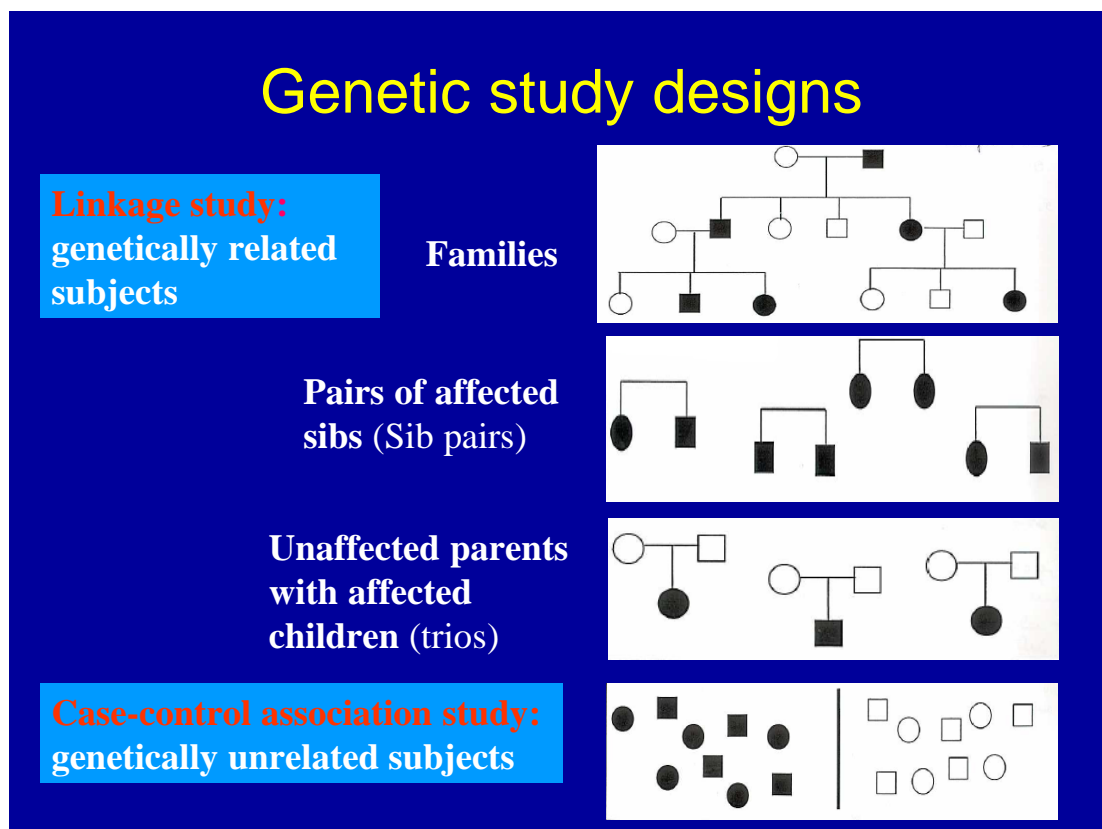 Genetic study designs
Linkage study:
genetically related
subjects
Families
Pairs of affected
sibs (Sib pairs)
Unaffected parents
with affected
children (trios)
Case-control association study:
genetically unrelated subjects